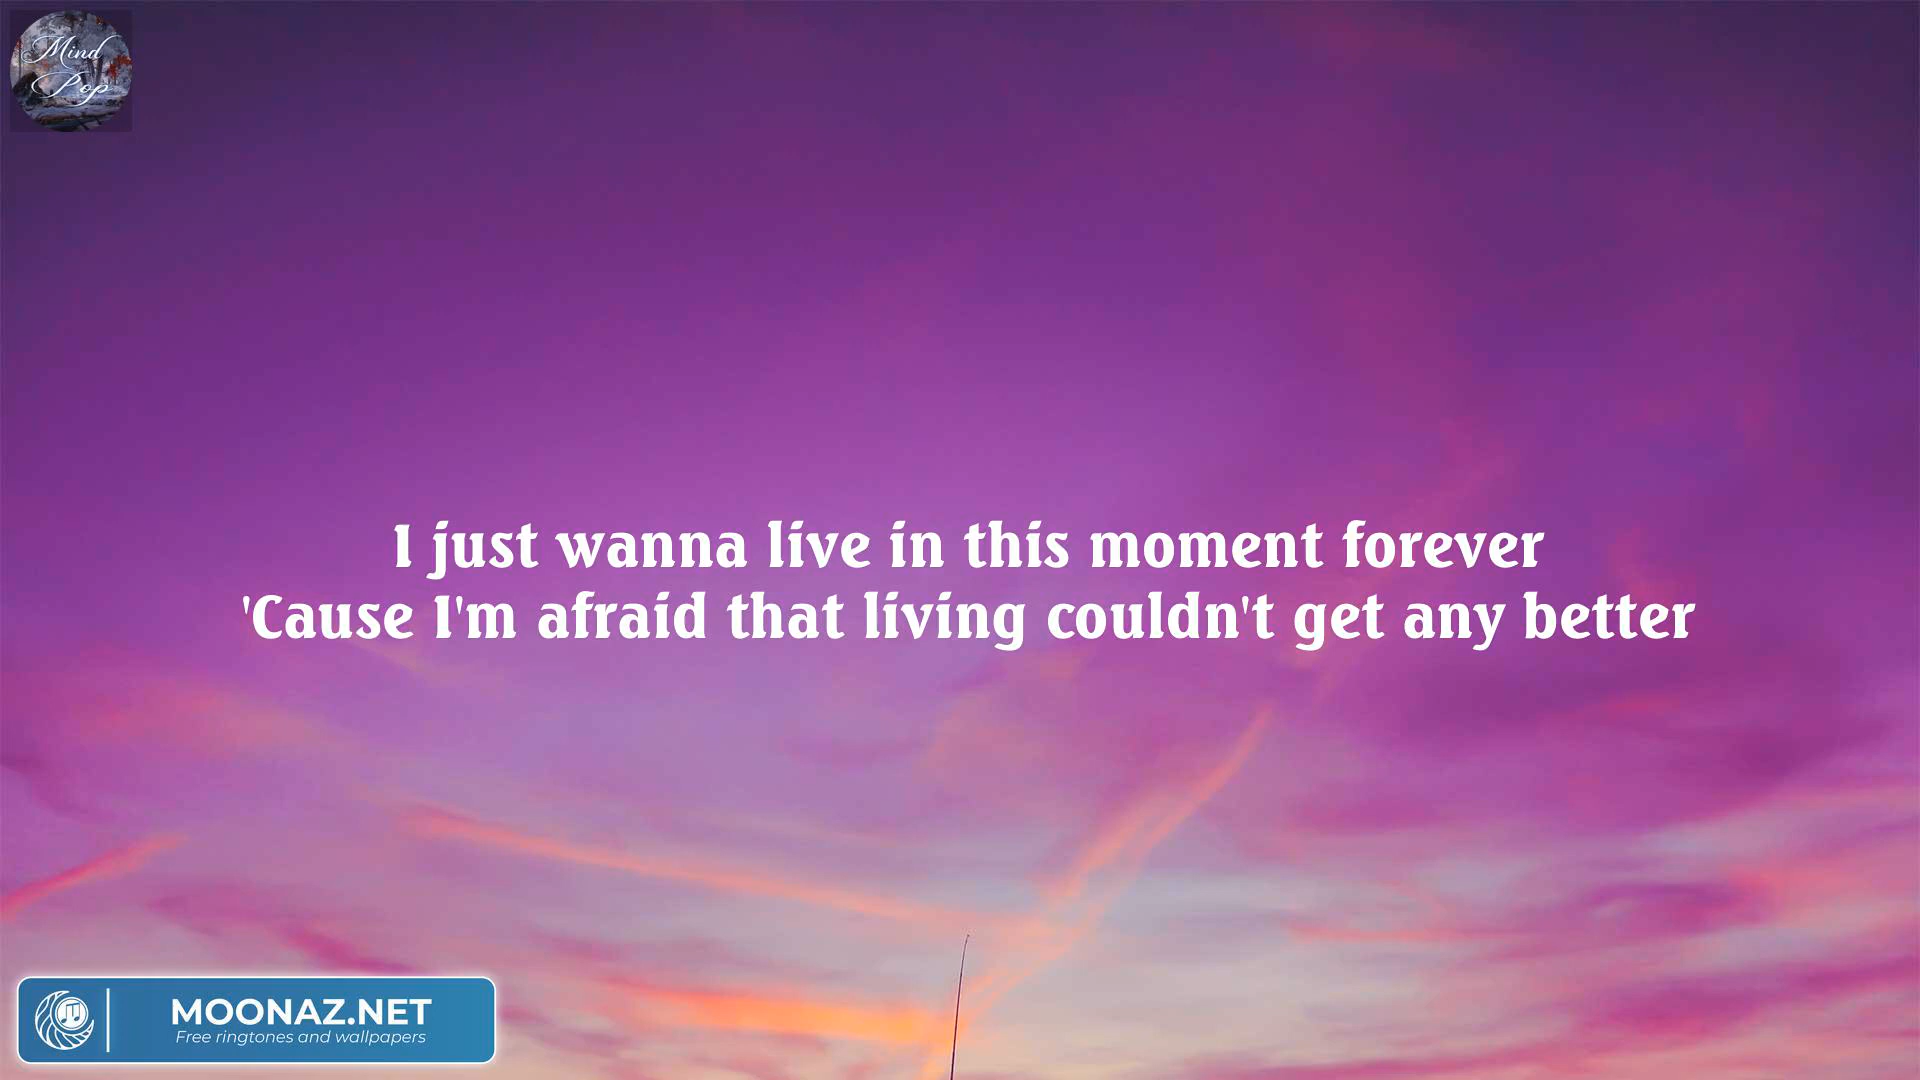 Mind
Pop
I just wanna live in this moment forever
'Cause I'm afraid that living couldn't get any better
MOONAZ.NET
Free ringtones and wallpapers